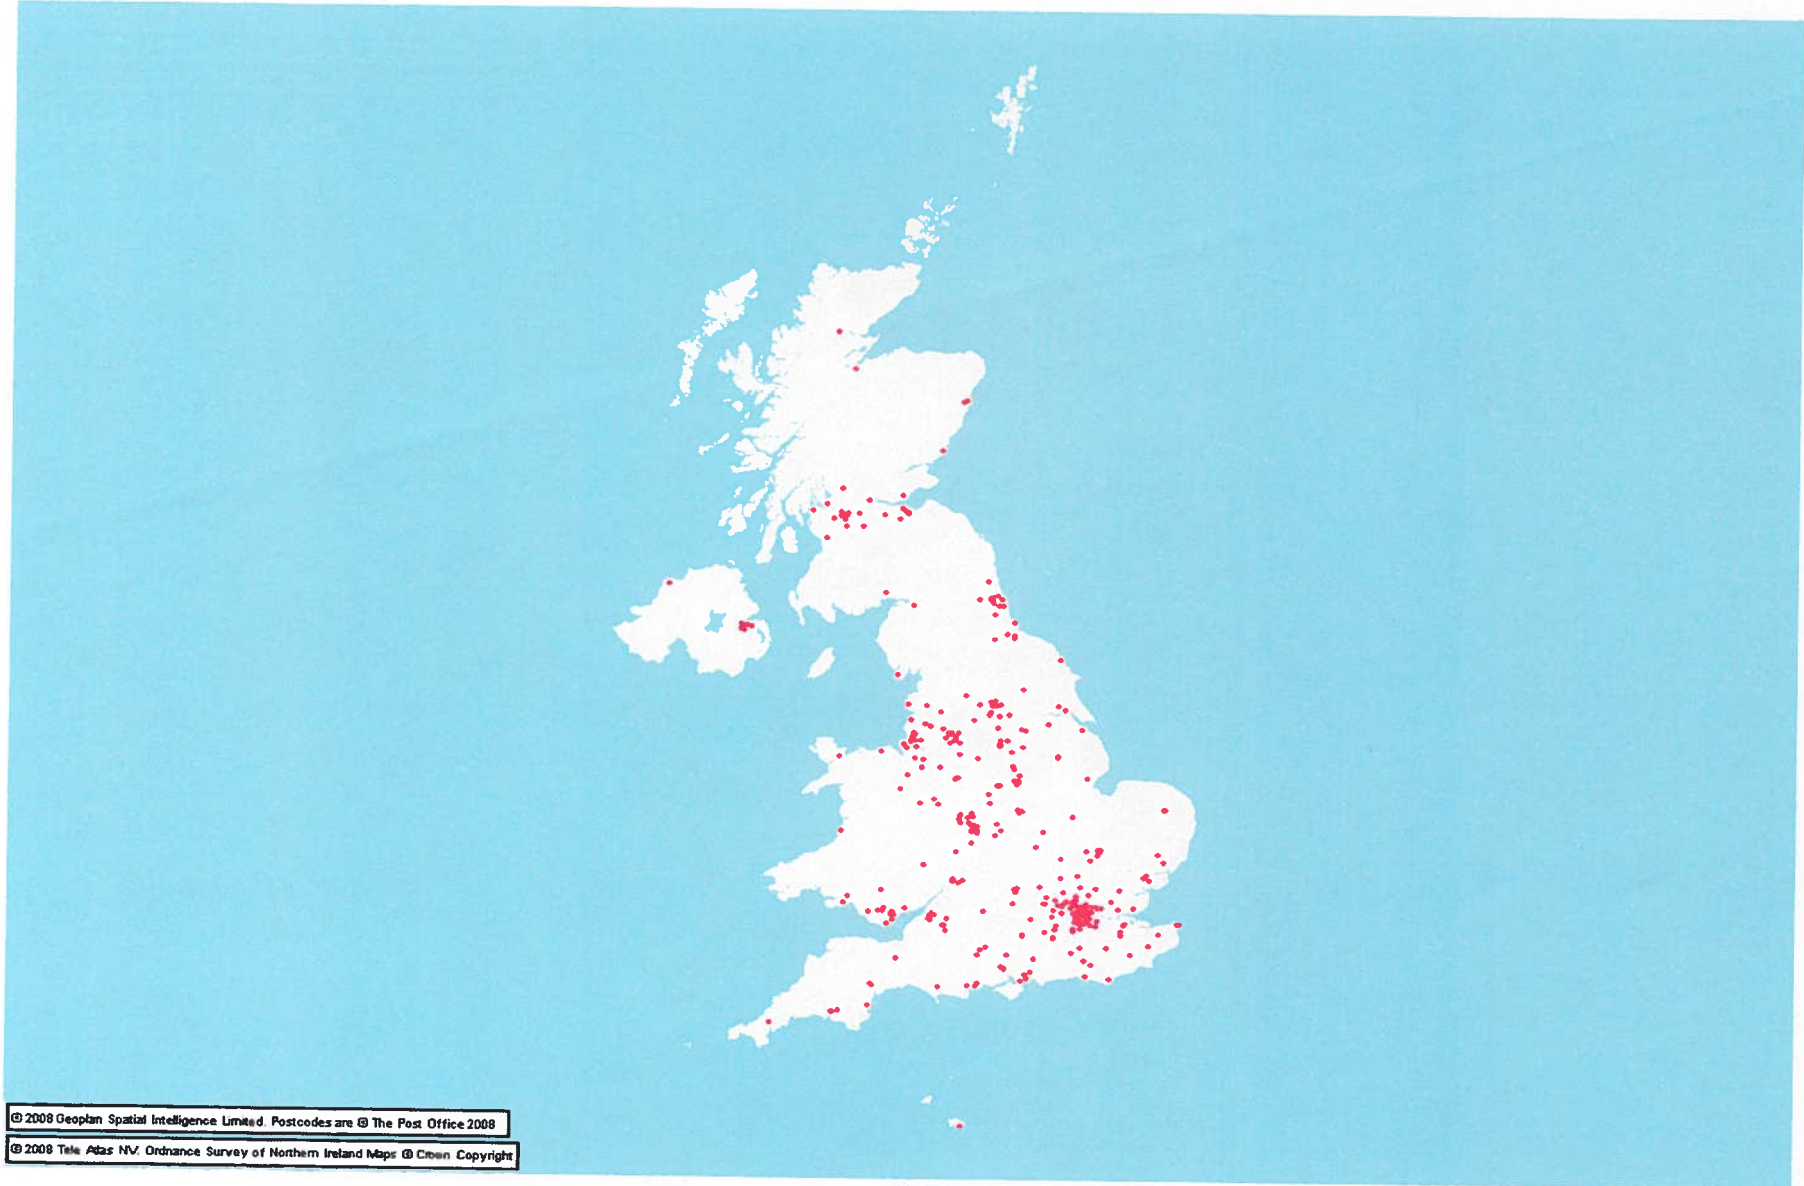 © 2008 Geoplan Spatial Intelligence Limited. Postcodes are © The Post Office 2008
© 2008 Tele Atlas NV. Ordnance Survey of Northern Ireland Maps © Crown Copyright